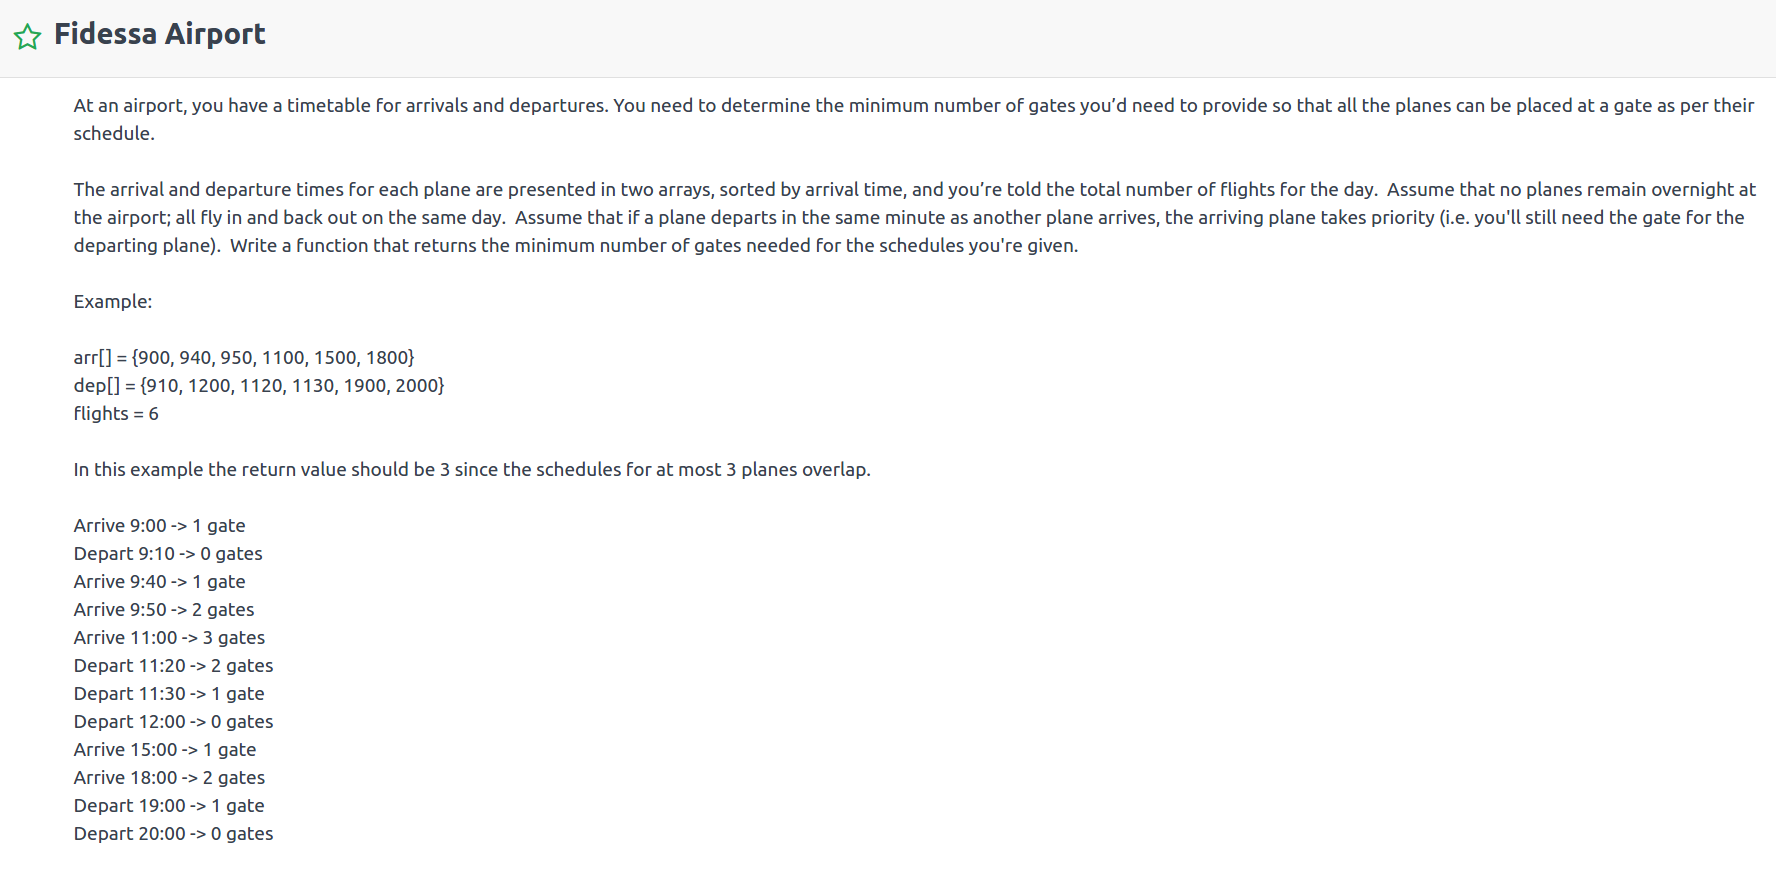 Fidessa Airport
At an airport, you have a timetable for arrivals and departures. You need to determine the minimum number of gates you’d need to provide so that all the planes can be placed at a gate as per their
schedule.
The arrival and departure times for each plane are presented in two arrays, sorted by arrival time, and you’re told the total number of flights for the day.  Assume that no planes remain overnight at
the airport; all fly in and back out on the same day.  Assume that if a plane departs in the same minute as another plane arrives, the arriving plane takes priority (i.e. you'll still need the gate for the
departing plane).  Write a function that returns the minimum number of gates needed for the schedules you're given.
Example:
arr[] = {900, 940, 950, 1100, 1500, 1800}
dep[] = {910, 1200, 1120, 1130, 1900, 2000}
flights = 6
In this example the return value should be 3 since the schedules for at most 3 planes overlap.
Arrive 9:00 -> 1 gate
Depart 9:10 -> 0 gates
Arrive 9:40 -> 1 gate
Arrive 9:50 -> 2 gates
Arrive 11:00 -> 3 gates
Depart 11:20 -> 2 gates
Depart 11:30 -> 1 gate
Depart 12:00 -> 0 gates
Arrive 15:00 -> 1 gate
Arrive 18:00 -> 2 gates
Depart 19:00 -> 1 gate
Depart 20:00 -> 0 gates